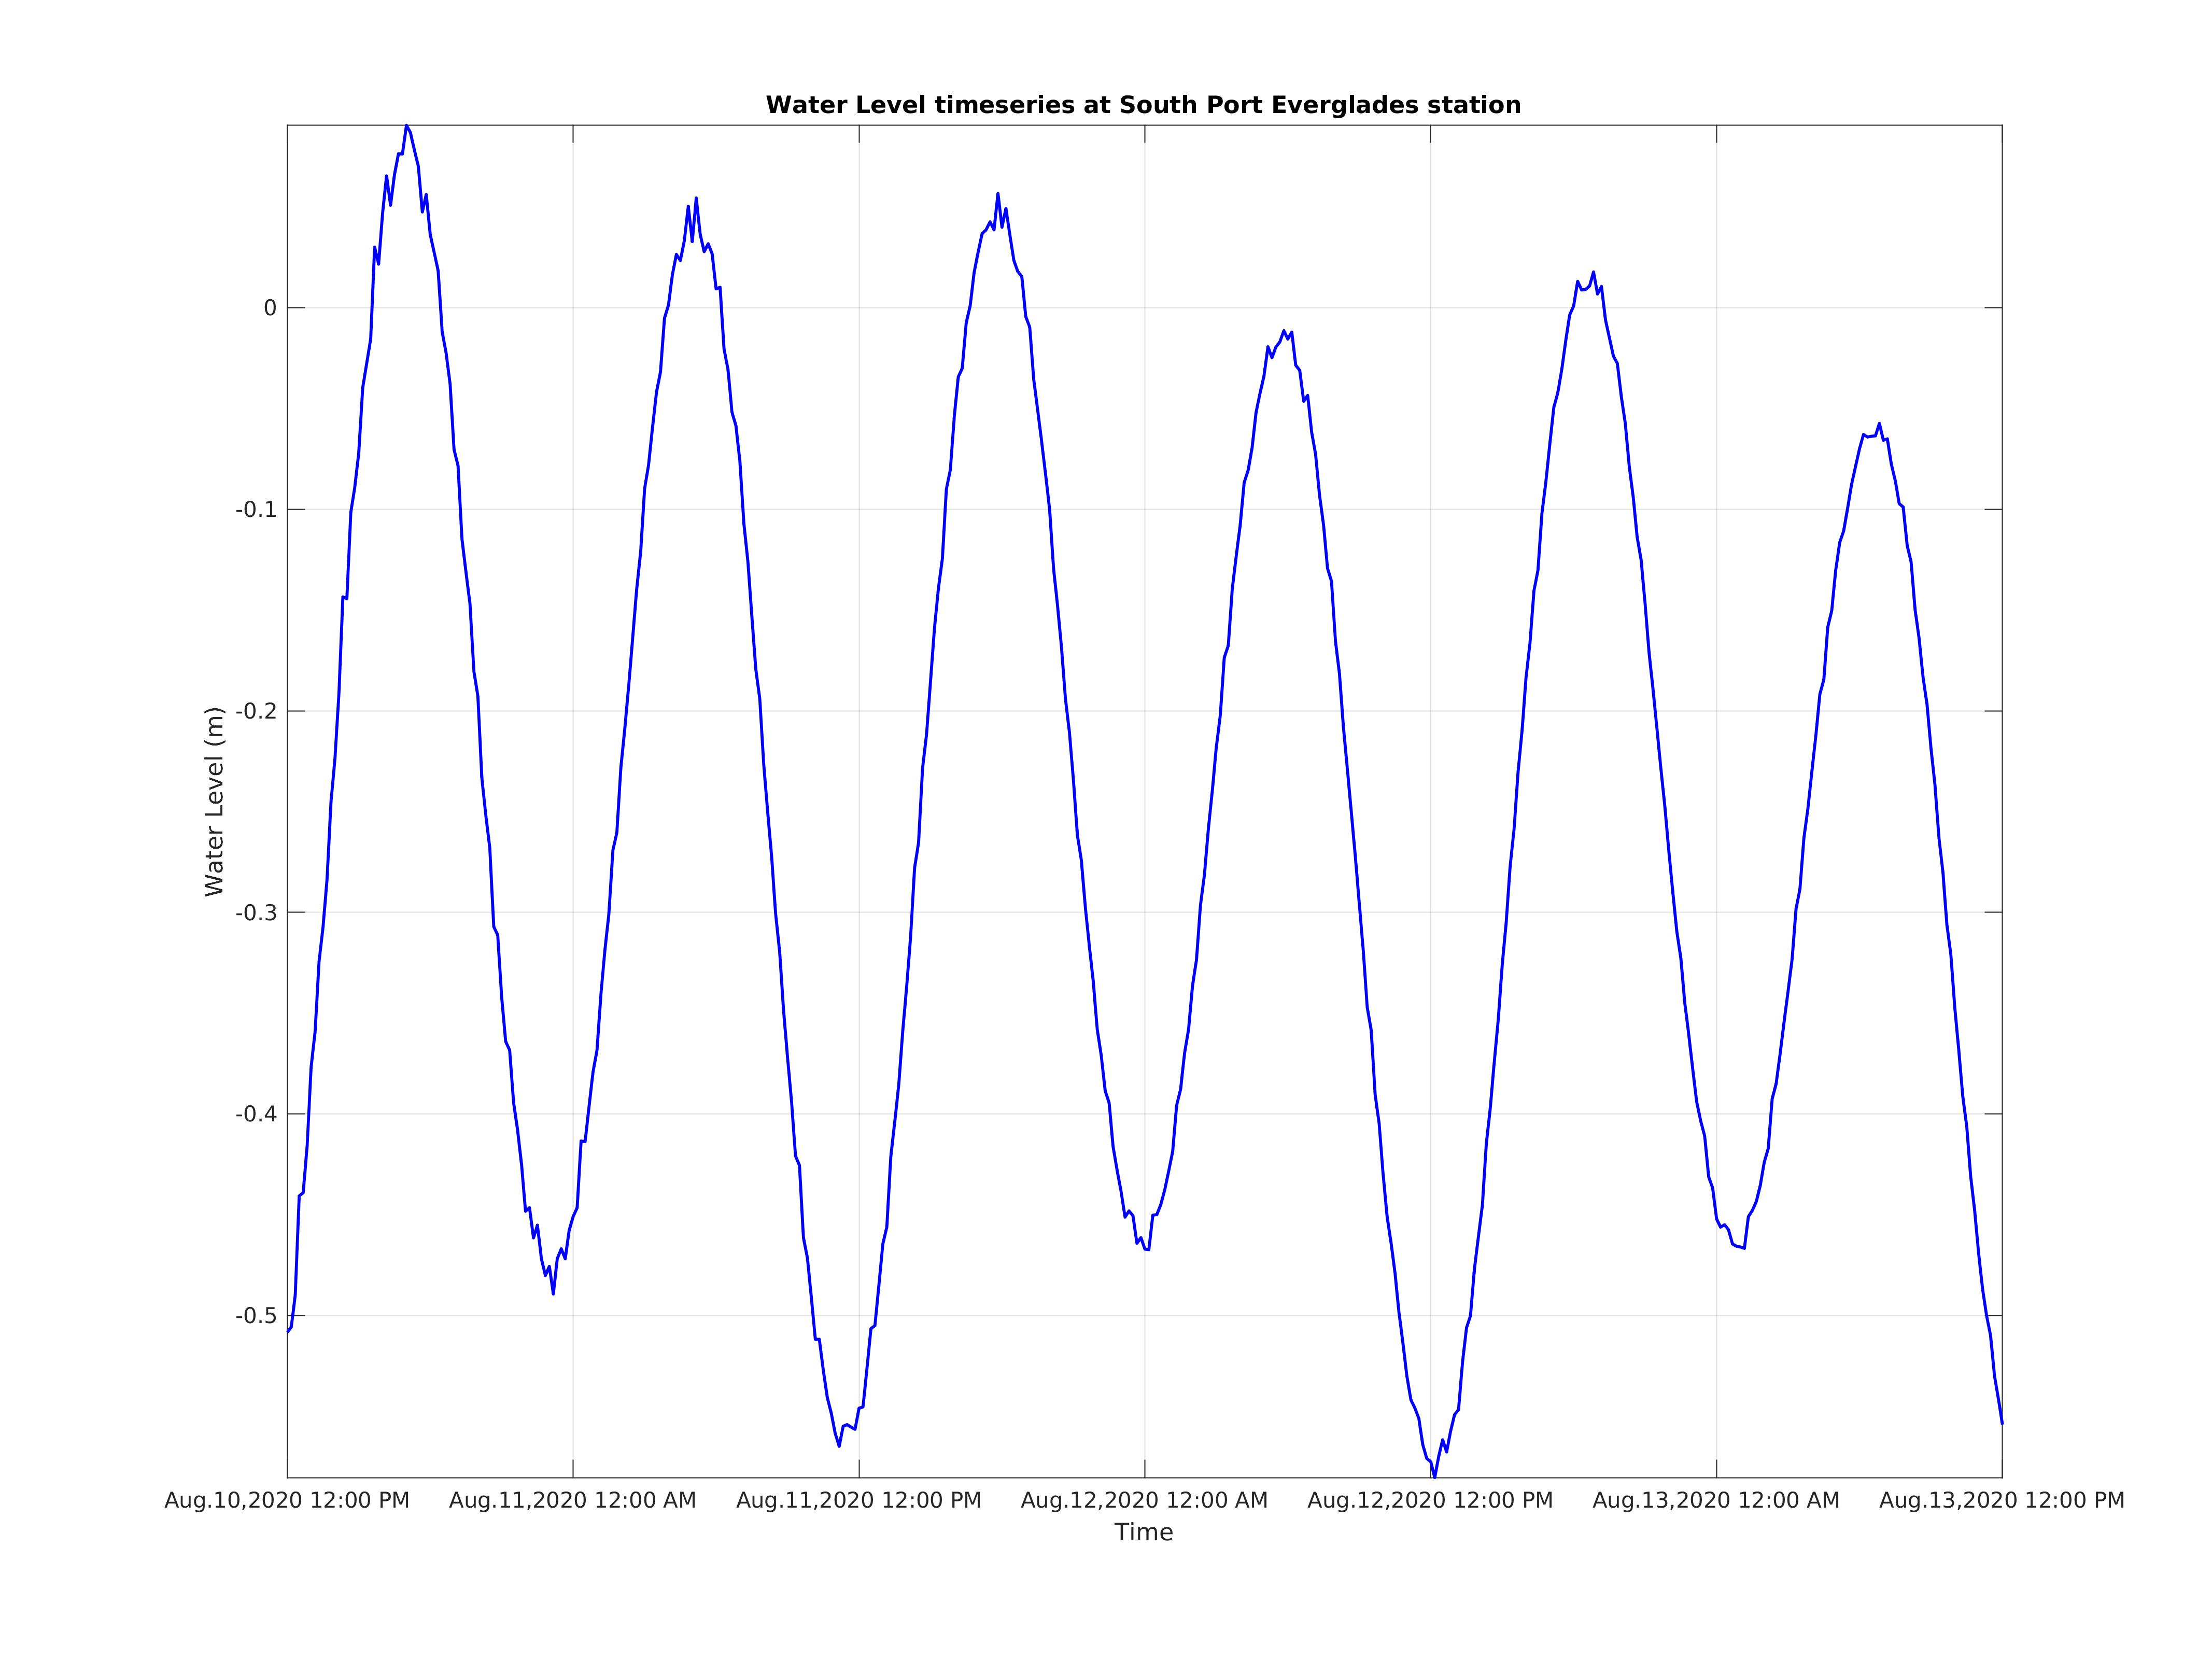 Water Level timeseries at South Port Everglades station
0
-0.1
-0.2
-0.3
-0.4
-0.5
Water Level (m)
Aug.10,2020 12:00 PM Aug.11,2020 12:00 AM Aug.11,2020 12:00 PM Aug.12,2020 12:00 AM Aug.12,2020 12:00 PM Aug.13,2020 12:00 AM Aug.13,2020 12:00 PM
Time